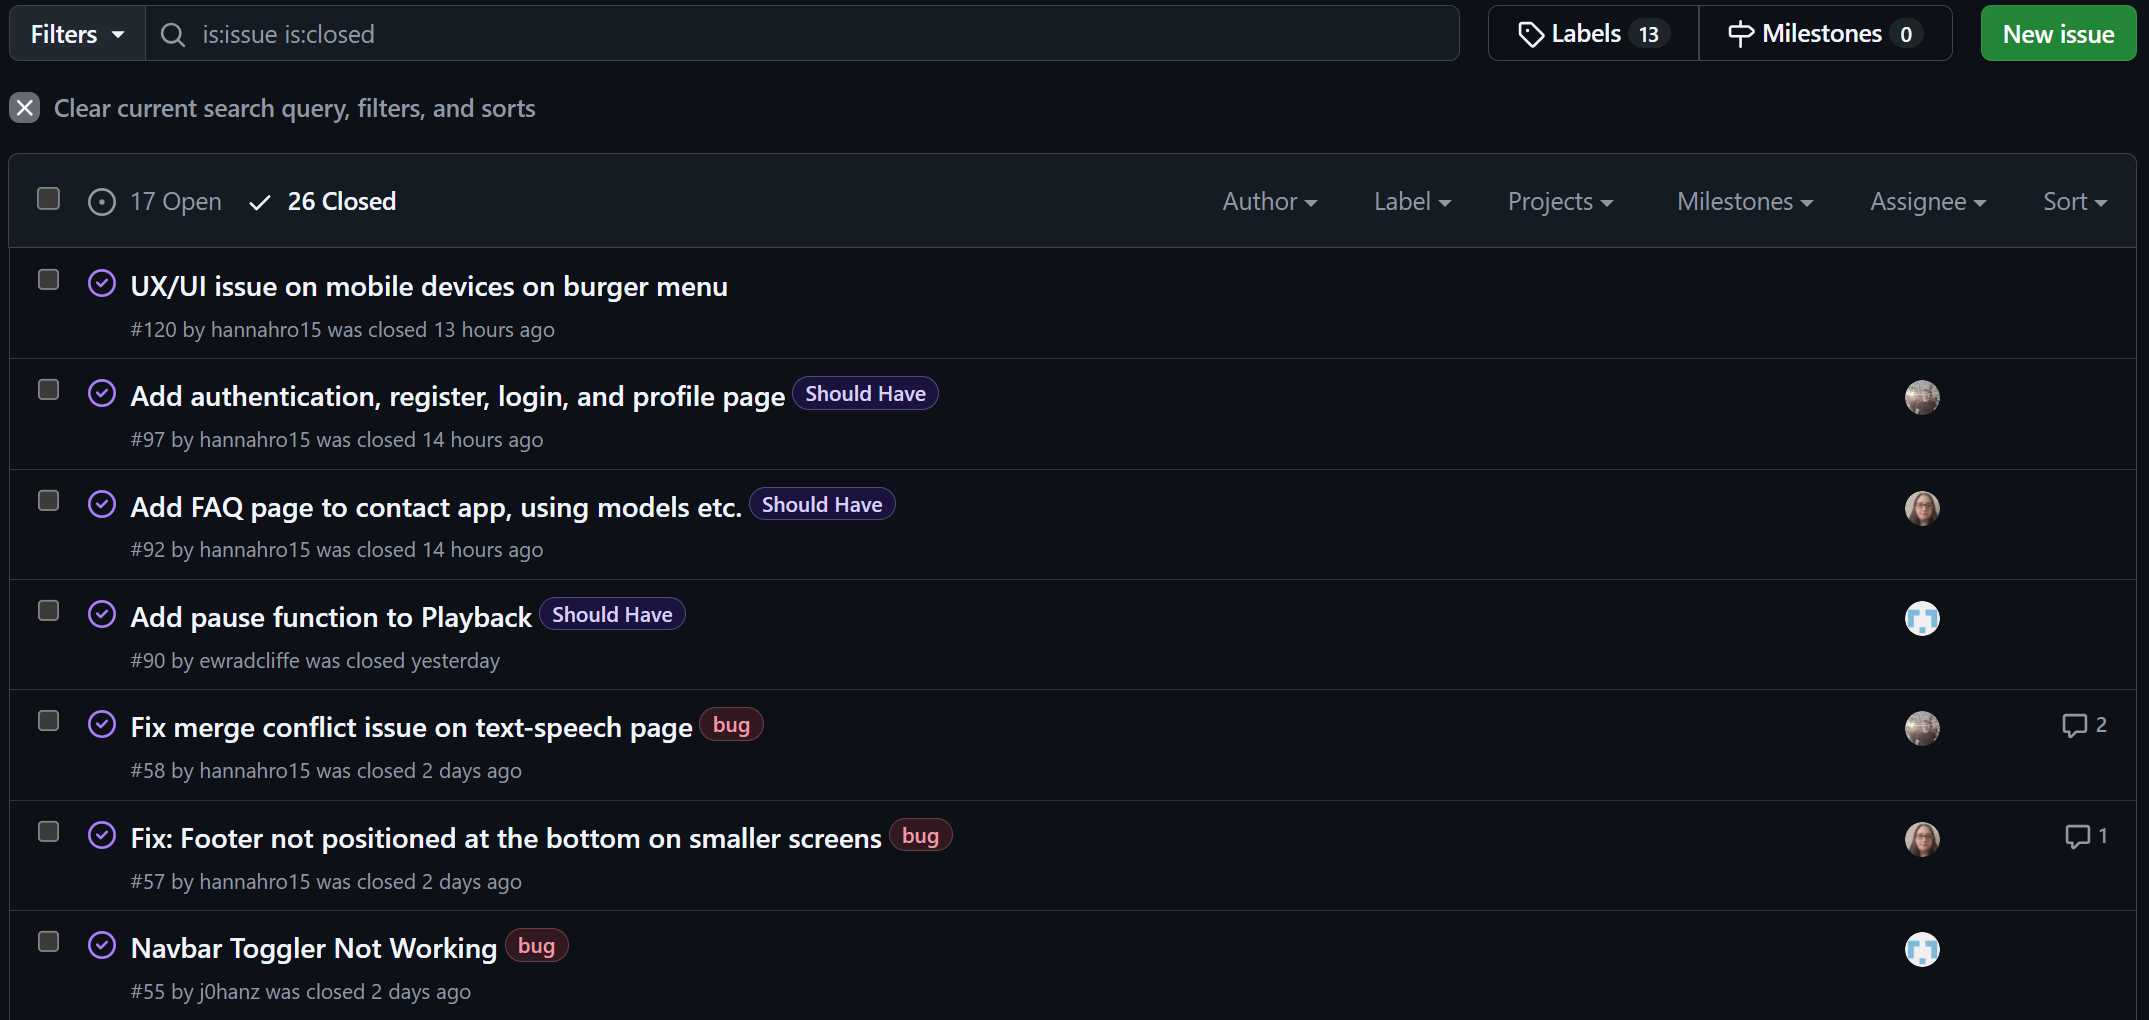 Filters is:issue is:closed Labels 13 Milestones 0 New issue
Clear current search query, filters, and sorts
17 Open 26 Closed Author Label Projects Milestones Assignee Sort
UX/UI issue on mobile devices on burger menu
#120 by hannahro15 was closed 13 hours ago
Add authentication, register, login, and profile page Should Have
#97 by hannahro15 was closed 14 hours ago
Add FAQ page to contact app, using models etc. Should Have
#92 by hannahro15 was closed 14 hours ago
Add pause function to Playback Should Have
#90 by ewradcliffe was closed yesterday
Fix merge conflict issue on text-speech page bug 2
#58 by hannahro15 was closed 2 days ago
Fix: Footer not positioned at the bottom on smaller screens bug 1
#57 by hannahro15 was closed 2 days ago
Navbar Toggler Not Working bug
#55 by j0hanz was closed 2 days ago